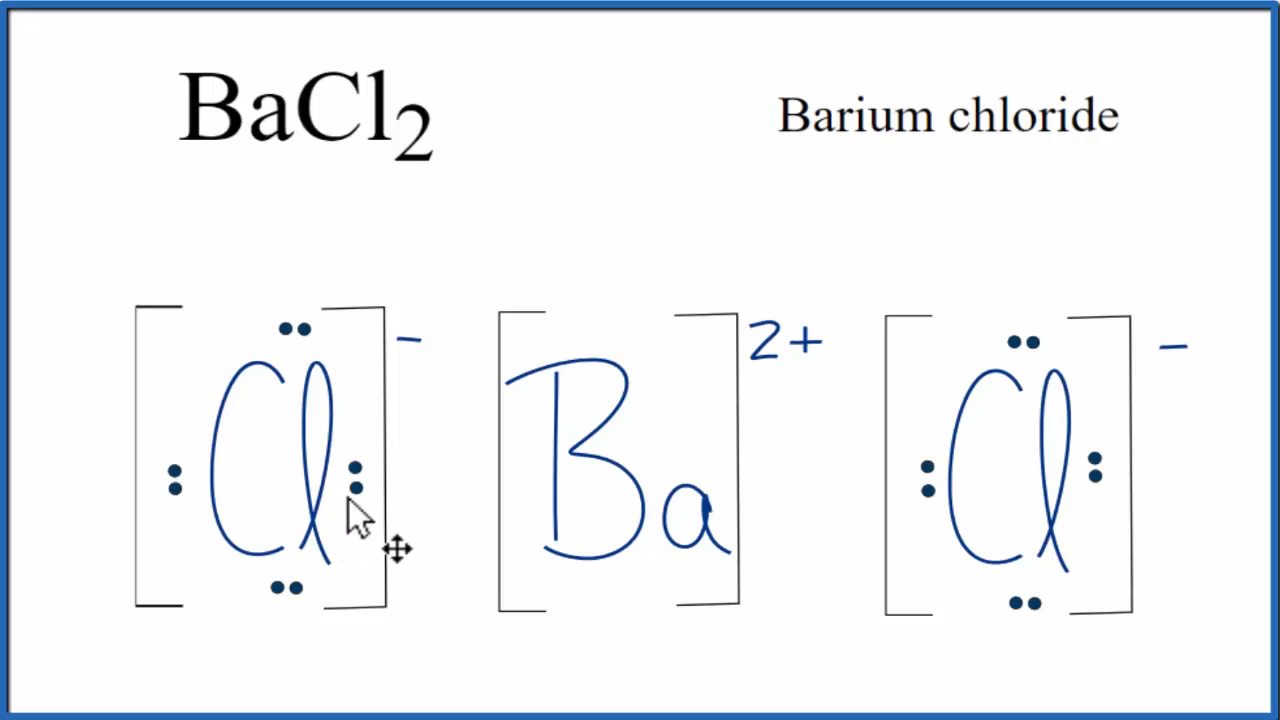 BaCl₂
Barium chloride
[Cl]⁻ [Ba]²⁺ [Cl]⁻